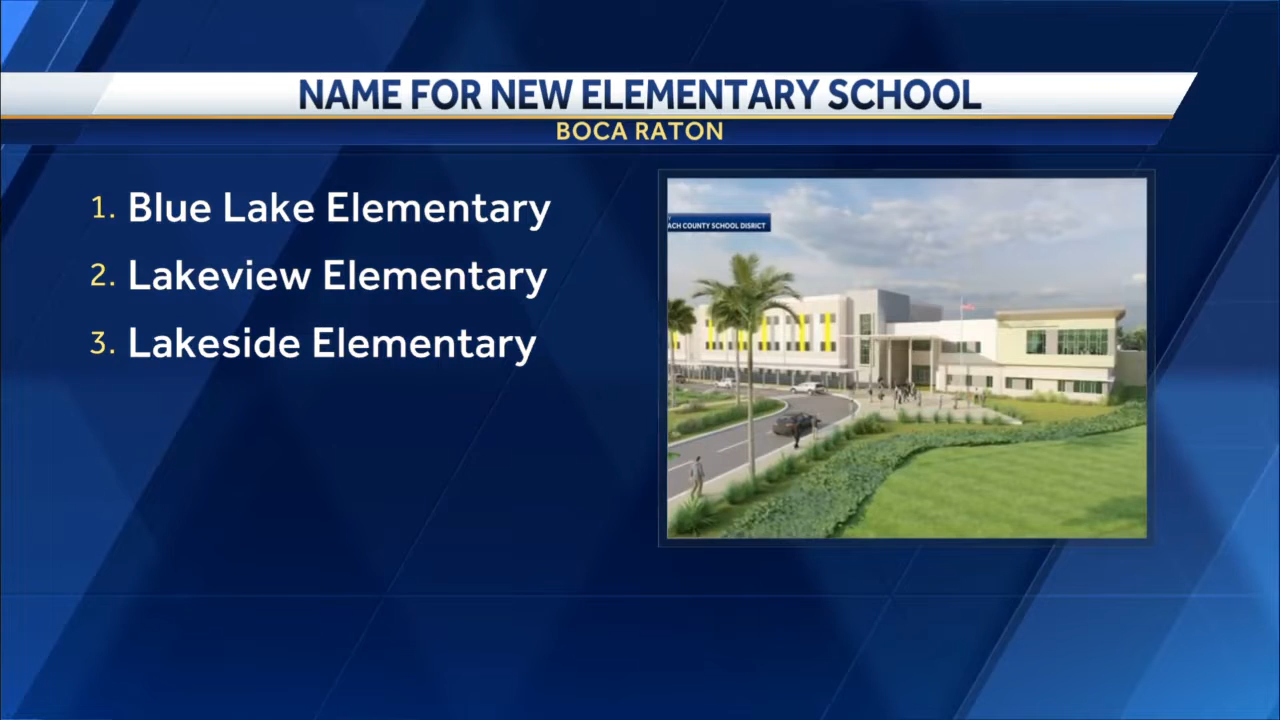 NAME FOR NEW ELEMENTARY SCHOOL
BOCA RATON
1. Blue Lake Elementary
2. Lakeview Elementary
3. Lakeside Elementary
ACH COUNTY SCHOOL DISRICT